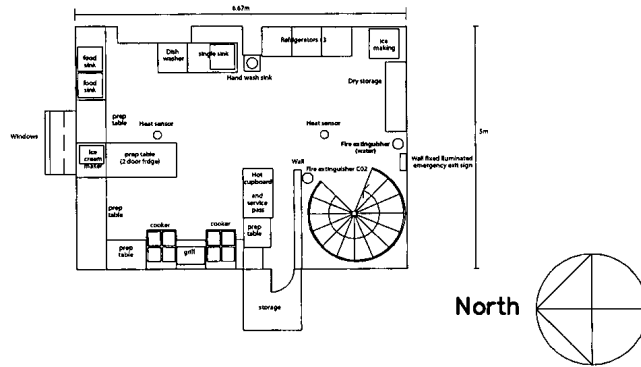 6.67m
food
sink
food
sink
Dish
washer
single sink
Hand wash sink
Refridgerators x3
Ice
making
Dry storage
5m
prep
table
Heat sensor
Heat sensor
Fire extinguisher
(water)
Windows
Ice
cream
maker
prep table
(2 door fridge)
Wall
Wall fixed illuminated
emergency exit sign
Hot
cupboard
and service
pass
Fire extinguisher CO2
prep
table
cooker
cooker
prep
table
prep
table
grill
storage
North